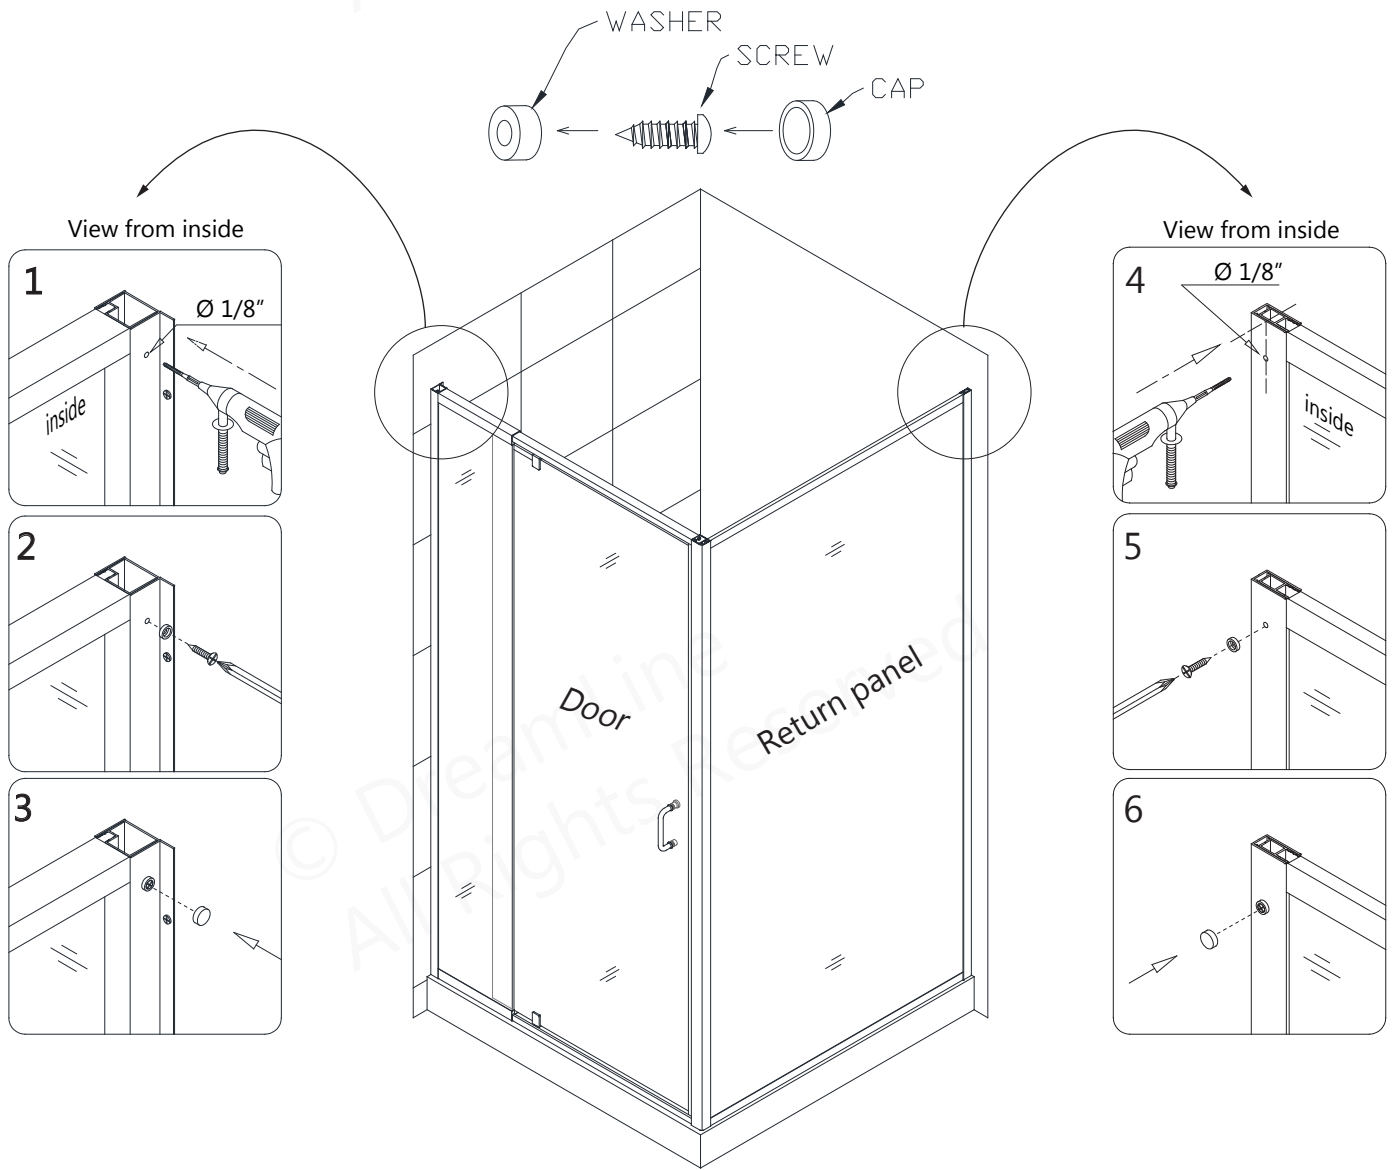 WASHER
SCREW
CAP
View from inside
View from inside
1
Ø 1/8”
inside
2
3
4
Ø 1/8”
inside
5
6
Door
Return panel
© DreamLine
All Rights Reserved